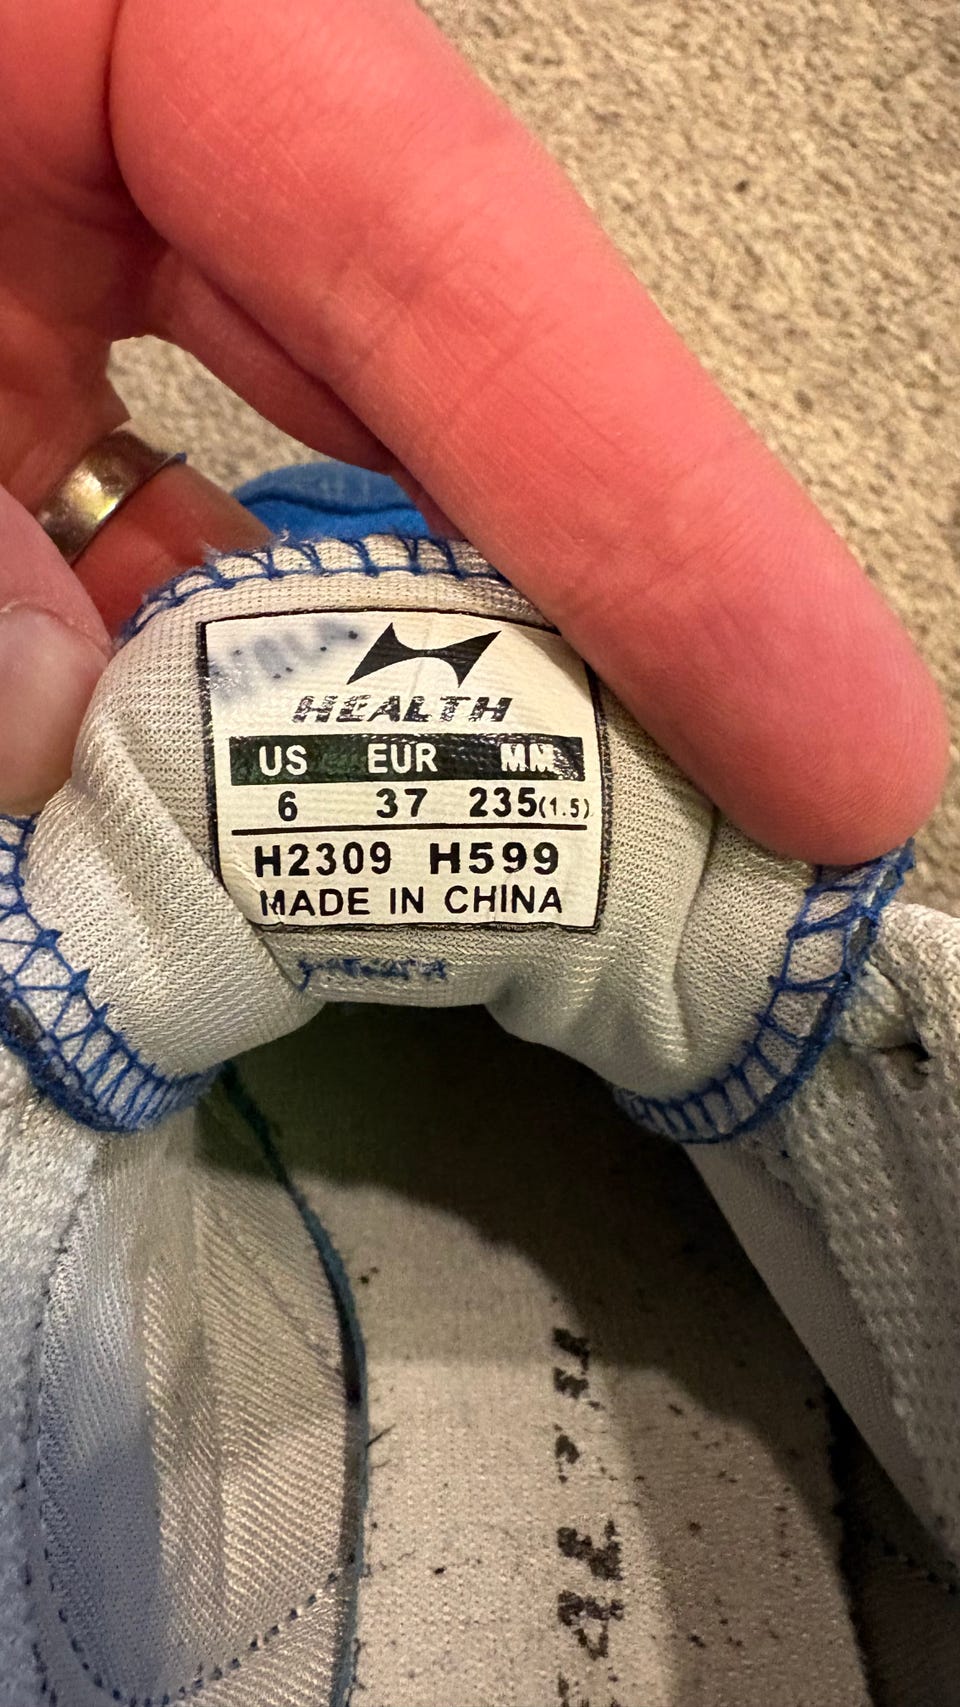 HEALTH
US EUR MM
6 37 235(1.5)
H2309 H599
MADE IN CHINA